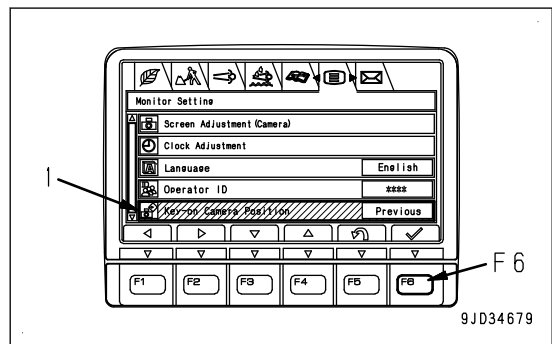 Monitor Setting
Screen Adjustment (Camera)
Clock Adjustment
A
Language English
Operator ID ****
Key-on Camera Position Previous
1
F1 F2 F3 F4 F5 F6
F6
9JD34679